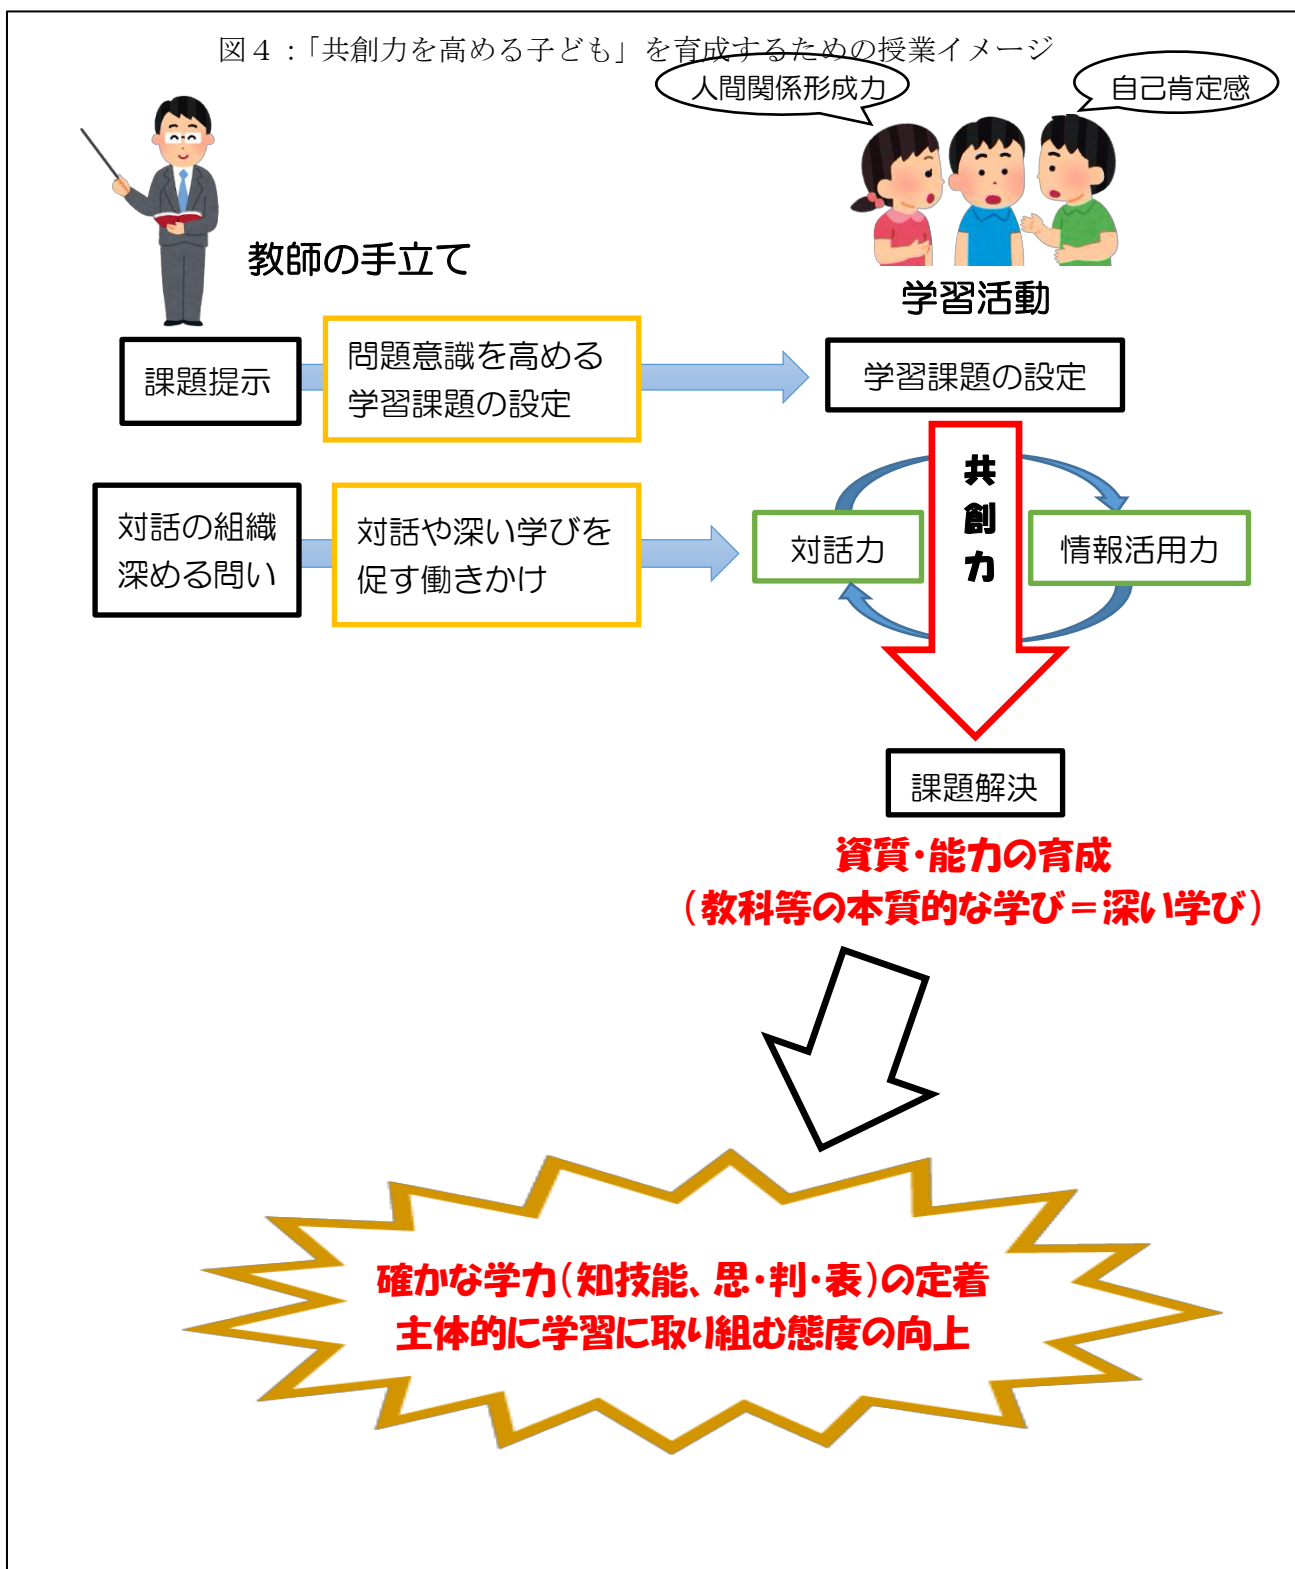 図４：「共創力を高める子ども」を育成するための授業イメージ
人間関係形成力
自己肯定感
教師の手立て
学習活動
課題提示
問題意識を高める
学習課題の設定
学習課題の設定
対話の組織
深める問い
対話や深い学びを
促す働きかけ
対話力
共創力
情報活用力
課題解決
資質・能力の育成
（教科等の本質的な学び＝深い学び）
確かな学力（知技能、思・判・表）の定着
主体的に学習に取り組む態度の向上